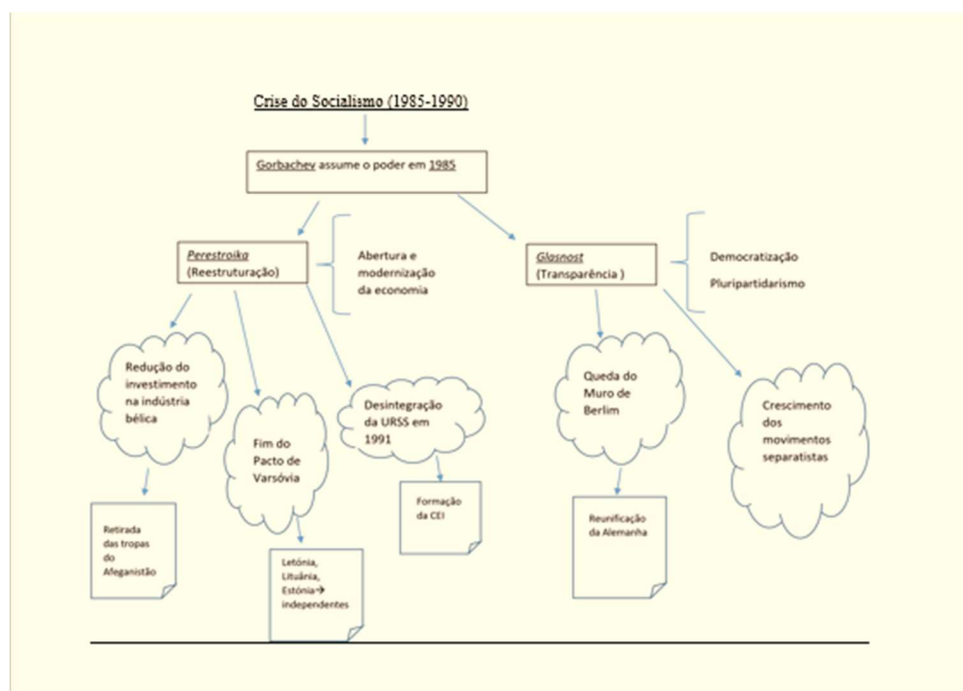 Crise do Socialismo (1985-1990)
Gorbachev assume o poder em 1985
Perestroika
(Reestruturação)
Abertura e
modernização
da economia
Glasnost
(Transparência )
Democratização
Pluripartidarismo
Redução do
investimento
na indústria
bélica
Fim do
Pacto de
Varsóvia
Desintegração
da URSS em
1991
Queda do
Muro de
Berlim
Crescimento
dos
movimentos
separatistas
Retirada
das tropas
do
Afeganistão
Letónia,
Lituânia,
Estónia→
independentes
Formação
da CEI
Reunificação
da Alemanha